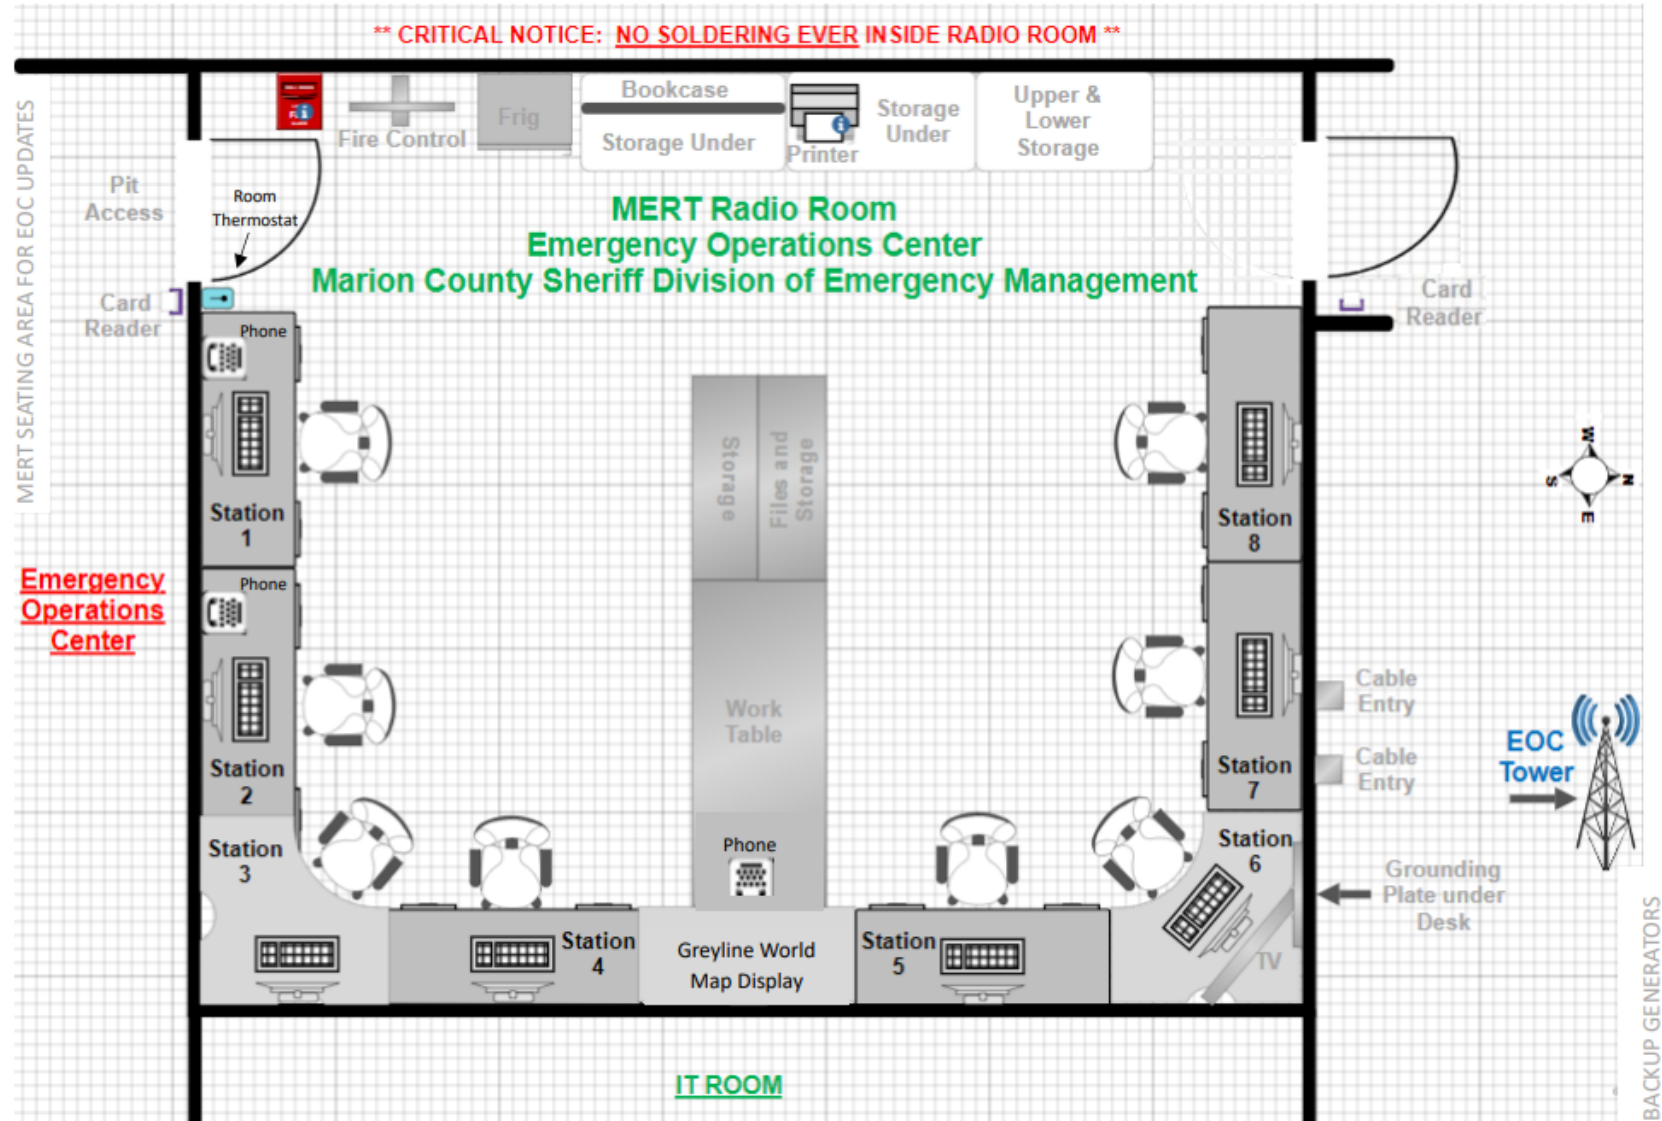 ** CRITICAL NOTICE: NO SOLDERING EVER INSIDE RADIO ROOM **
MERT SEATING AREA FOR EOC UPDATES
Fire Control
Frig
Bookcase
Storage Under
Printer
Storage
Under
Upper &
Lower
Storage
Pit
Access
Room
Thermostat
MERT Radio Room
Emergency Operations Center
Marion County Sheriff Division of Emergency Management
Card
Reader
Card
Reader
Phone
Station
1
Storage
Files and
Storage
Station
8
W
S
N
E
Emergency
Operations
Center
Phone
Station
2
Work
Table
Station
7
Cable
Entry
Cable
Entry
EOC
Tower
Station
3
Phone
Station
6
Grounding
Plate under
Desk
Station
4
Greyline World
Map Display
Station
5
TV
BACKUP GENERATORS
IT ROOM